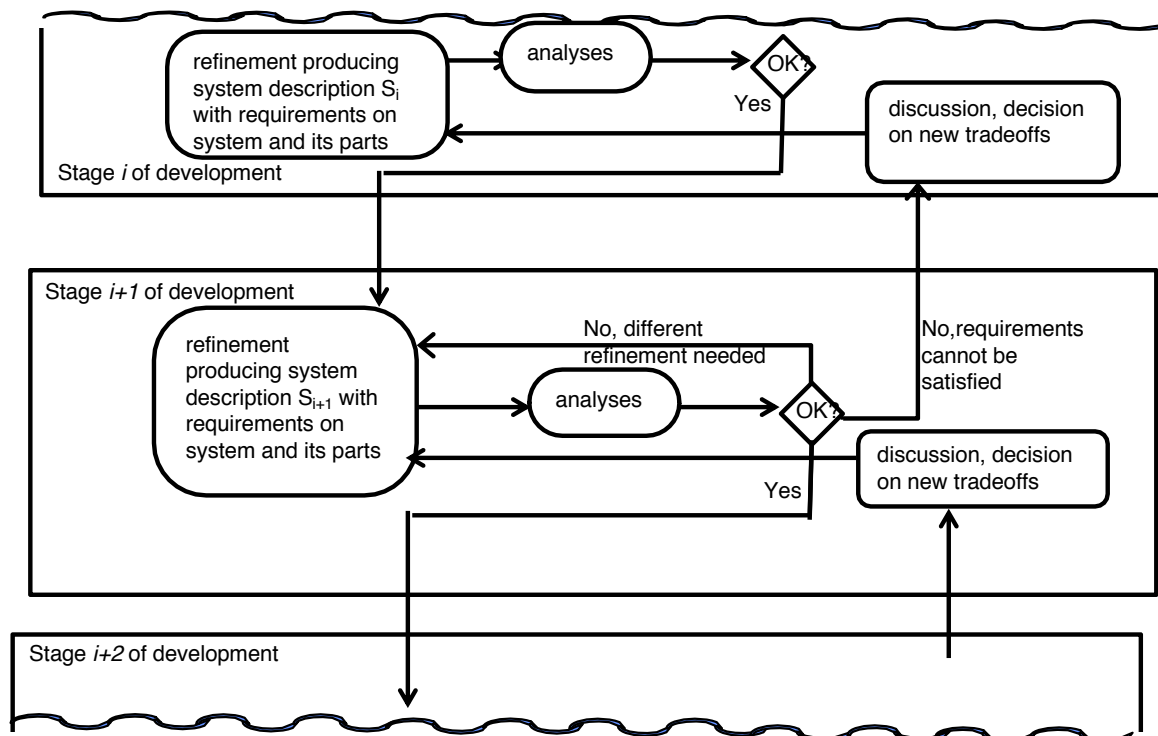 refinement producing
system description Si
with requirements on
system and its parts
analyses
OK?
Yes
discussion, decision
on new tradeoffs
Stage i of development
Stage i+1 of development
refinement
producing system
description Si+1 with
requirements on
system and its parts
No, different
refinement needed
analyses
OK?
No,requirements
cannot be
satisfied
Yes
discussion, decision
on new tradeoffs
Stage i+2 of development